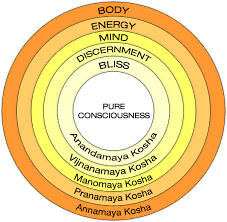 BODY
ENERGY
MIND
DISCERNMENT
BLISS
PURE
CONSCIOUSNESS
Anandamaya Kosha
Vijnanamaya Kosha
Manomaya Kosha
Pranamaya Kosha
Annamaya Kosha